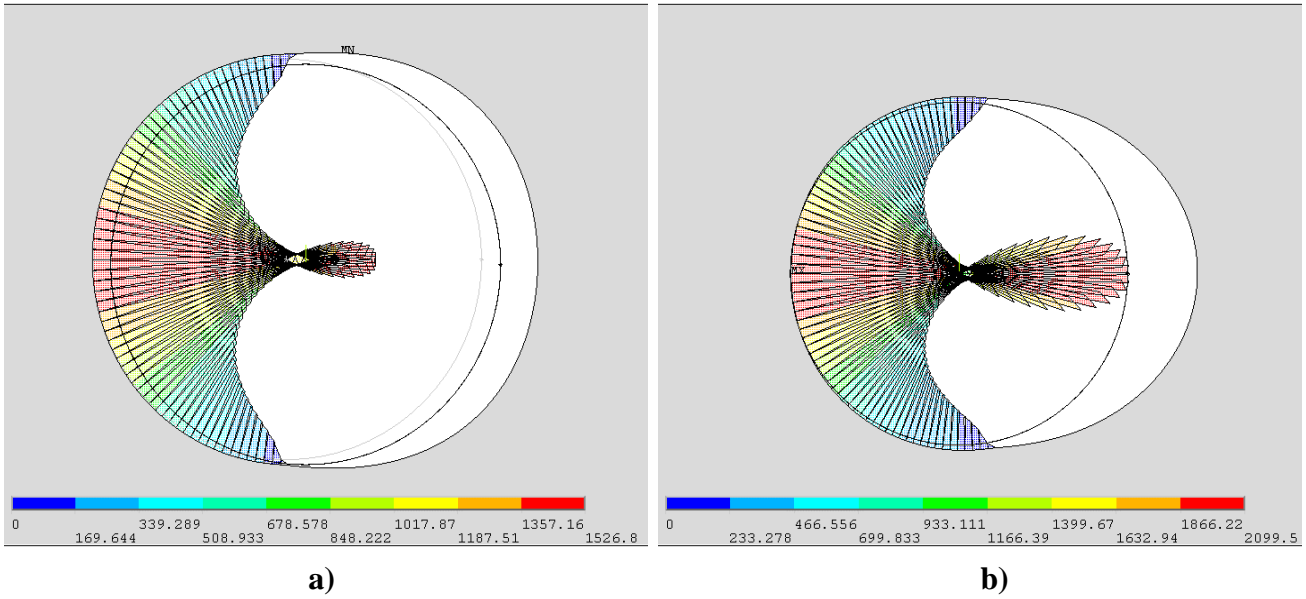 MN
MX
0 339.289 678.578 1017.87 1357.16
169.644 508.933 848.222 1187.51 1526.8
0 466.556 933.111 1399.67 1866.22
233.278 699.833 1166.39 1632.94 2099.5
a) b)